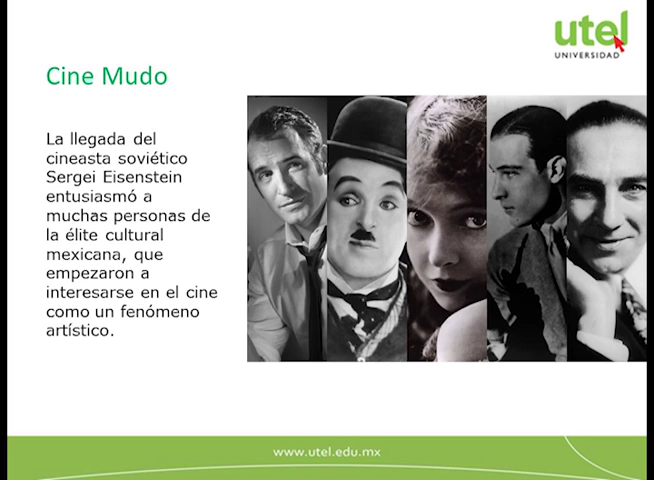 utel
UNIVERSIDAD
Cine Mudo
La llegada del
cineasta soviético
Sergei Eisenstein
entusiasmó a
muchas personas de
la élite cultural
mexicana, que
empezaron a
interesarse en el cine
como un fenómeno
artístico.
www.utel.edu.mx